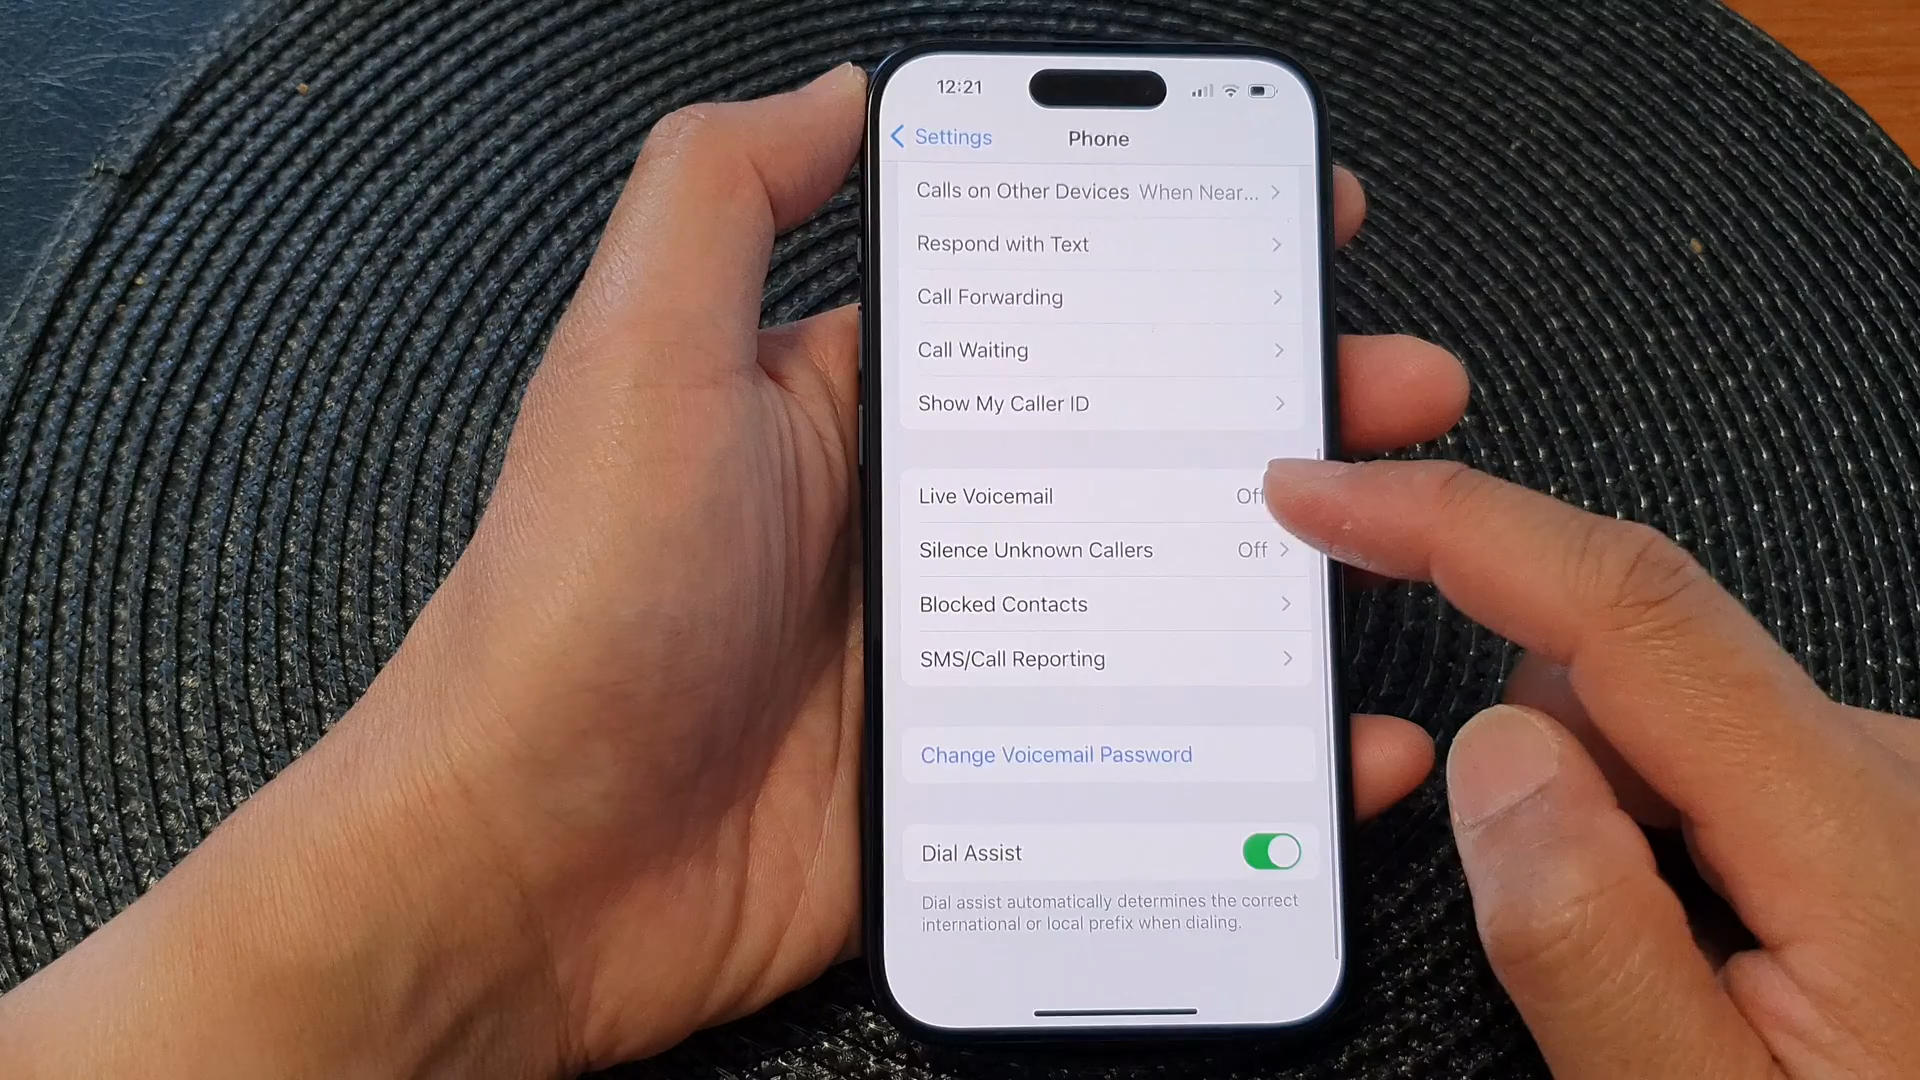 12:21
Settings
Phone
Calls on Other Devices When Near...
Respond with Text
Call Forwarding
Call Waiting
Show My Caller ID
Live Voicemail Off
Silence Unknown Callers Off
Blocked Contacts
SMS/Call Reporting
Change Voicemail Password
Dial Assist
Dial assist automatically determines the correct
international or local prefix when dialing.